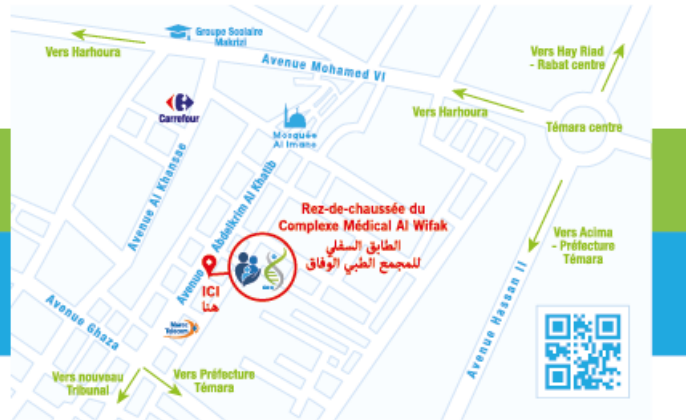 Vers Harhoura
Groupe Scolaire
Makrizi
Avenue Mohamed VI
Vers Hey Riad
- Rabat centre
Carrefour
Vers Harhoura
Témara centre
Mosquée
Al Imane
Avenue Al Khansae
Avenue Abdelkrim Al Khatib
Rez-de-chaussée du
Complexe Médical Al Wifak
الطابق السفلي
للمجمع الطبي الوفاق
Vers Acima
- Préfecture
Témara
ICI
هنا
Avenue Hassan II
Avenue Ghaza
Maroc
Telecom
Vers nouveau
Tribunal
Vers Préfecture
Témara